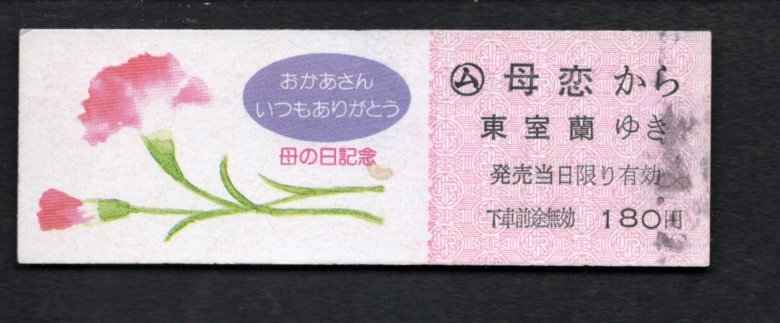 おかあさん
いつもありがとう
母の日記念
Ⓜム 母恋から
東室蘭ゆき
発売当日限り有効
下車前途無効 180円